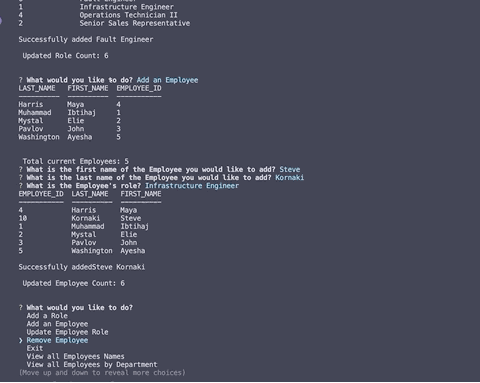 1 Infrastructure Engineer
4 Operations Technician II
2 Senior Sales Representative
Successfully added Fault Engineer
Updated Role Count: 6
? What would you like to do? Add an Employee
LAST_NAME FIRST_NAME EMPLOYEE_ID
---------- ---------- -----------
Harris Maya 4
Muhammad Ibtihaj 1
Mystal Elie 2
Pavlov John 3
Washington Ayesha 5
Total current Employees: 5
? What is the first name of the Employee you would like to add? Steve
? What is the last name of the Employee you would like to add? Kornaki
? What is the Employee's role? Infrastructure Engineer
EMPLOYEE_ID LAST_NAME FIRST_NAME
----------- ---------- ----------
4 Harris Maya
10 Kornaki Steve
1 Muhammad Ibtihaj
2 Mystal Elie
3 Pavlov John
5 Washington Ayesha
Successfully addedSteve Kornaki
Updated Employee Count: 6
? What would you like to do?
Add a Role
Add an Employee
Update Employee Role
❯ Remove Employee
Exit
View all Employees Names
View all Employees by Department
(Move up and down to reveal more choices)